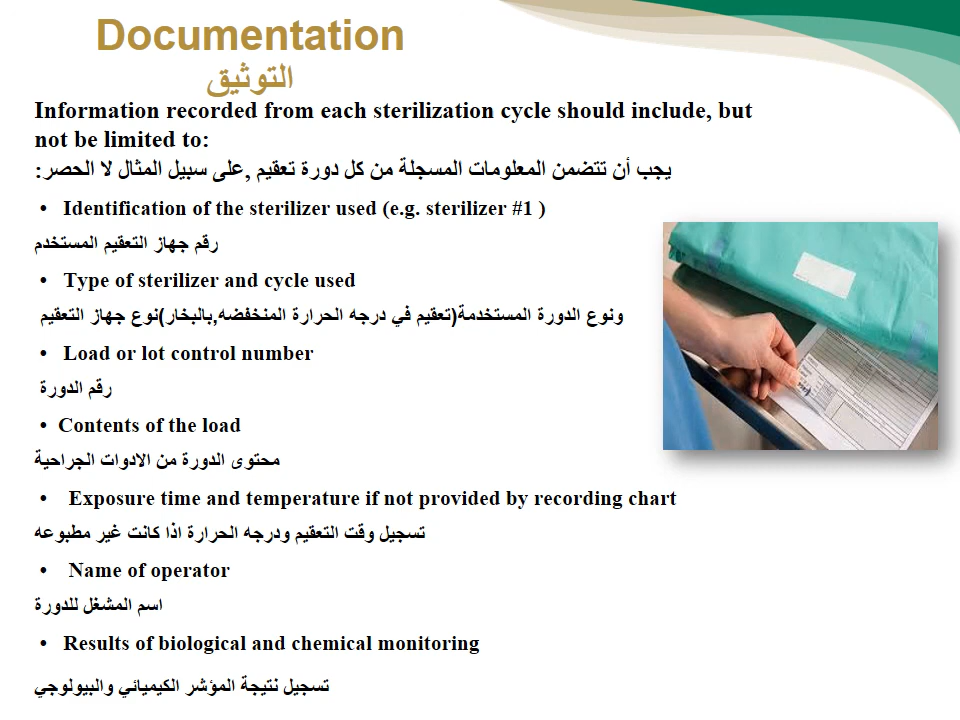 Documentation
التوثيق
Information recorded from each sterilization cycle should include, but
not be limited to:
يجب أن تتضمن المعلومات المسجلة من كل دورة تعقيم ,على سبيل المثال لا الحصر:
• Identification of the sterilizer used (e.g. sterilizer #1 )
رقم جهاز التعقيم المستخدم
• Type of sterilizer and cycle used
ونوع الدورة المستخدمة(تعقيم في درجه الحرارة المنخفضه,بالبخار)نوع جهاز التعقيم
• Load or lot control number
رقم الدورة
• Contents of the load
محتوى الدورة من الادوات الجراحية
• Exposure time and temperature if not provided by recording chart
تسجيل وقت التعقيم ودرجه الحرارة اذا كانت غير مطبوعه
• Name of operator
اسم المشغل للدورة
• Results of biological and chemical monitoring
تسجيل نتيجة المؤشر الكيميائي والبيولوجي